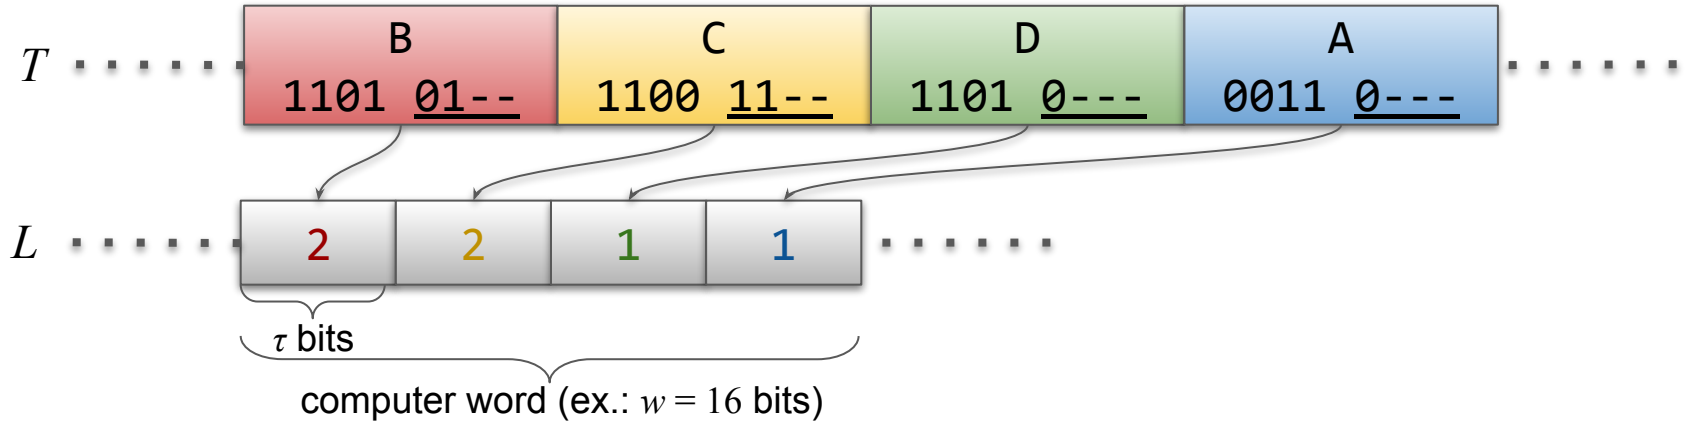 B C D A
T 1101 01-- 1100 11-- 1101 0--- 0011 0---
L 2 2 1 1
τ bits
computer word (ex.: w = 16 bits)